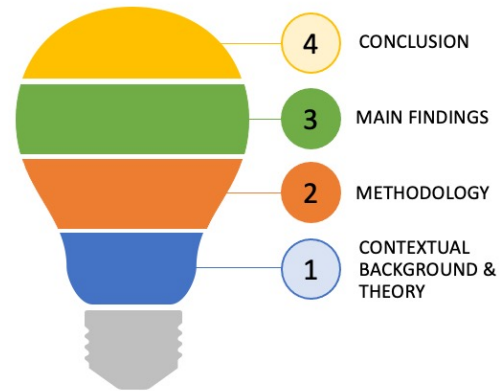 4
CONCLUSION
3
MAIN FINDINGS
2
METHODOLOGY
1
CONTEXTUAL
BACKGROUND &
THEORY